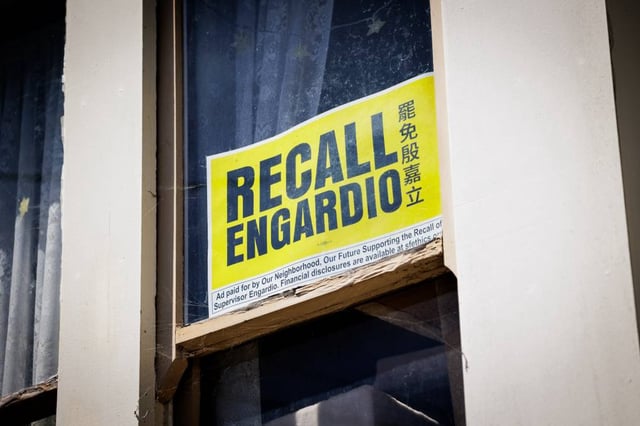 RECALL
ENGARDIO
罷免殷嘉立
Ad paid for by Our Neighborhood, Our Future Supporting the Recall of
Supervisor Engardio. Financial disclosures are available at sfethics